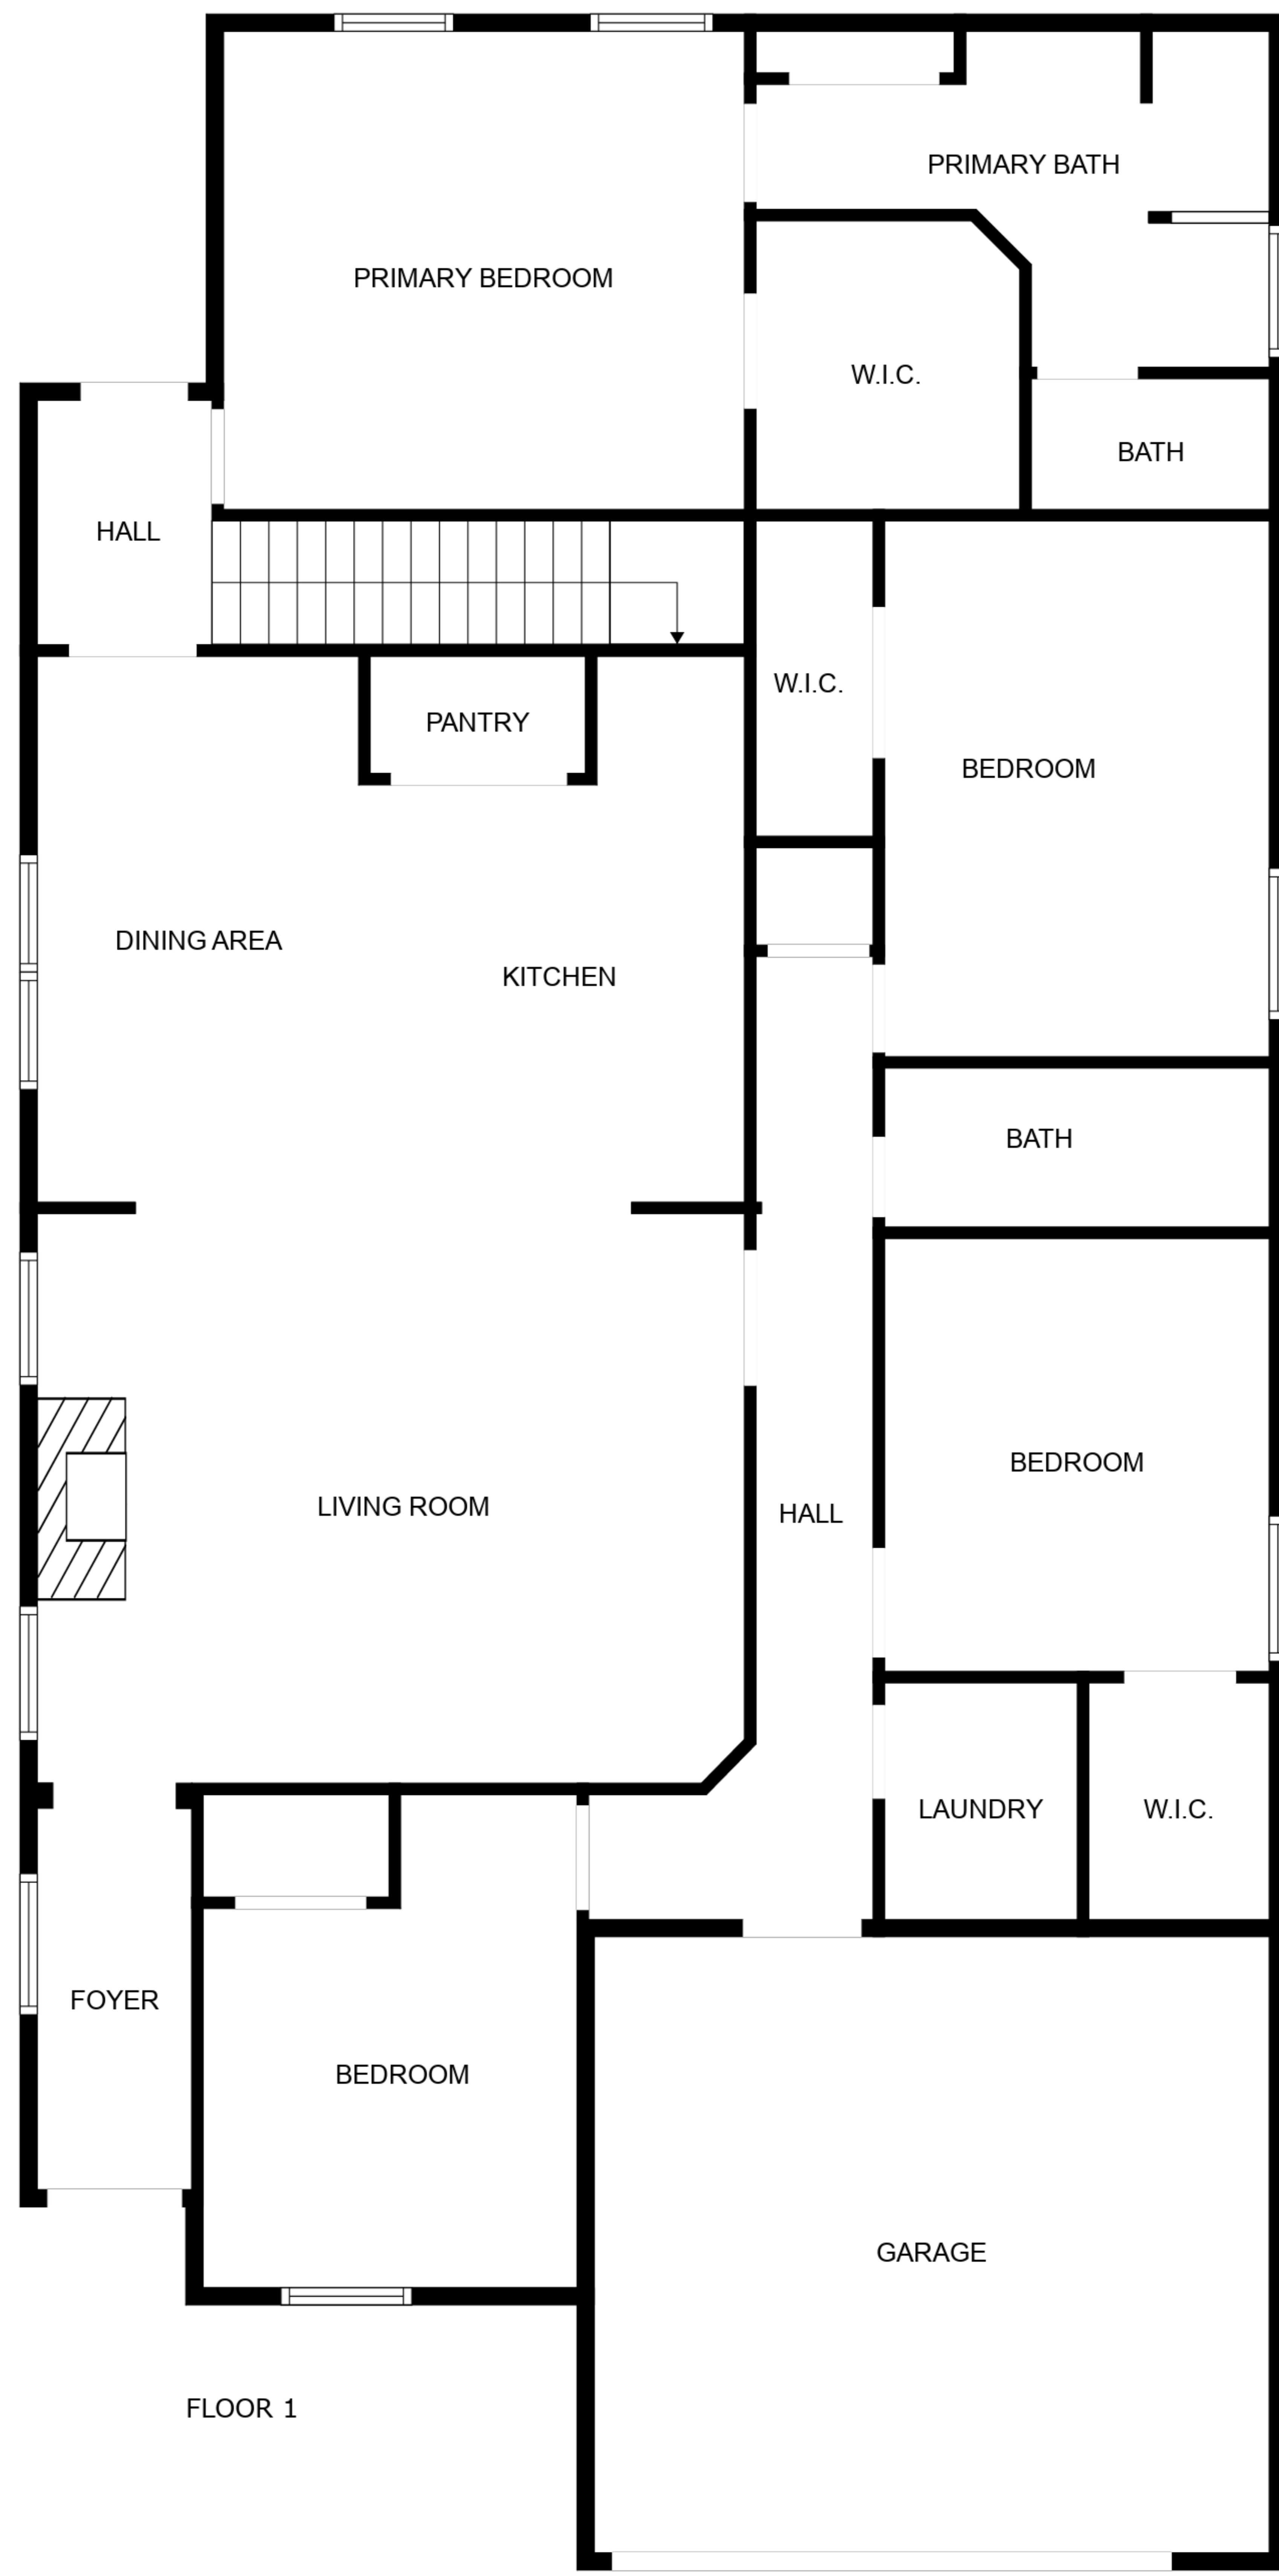 PRIMARY BATH
PRIMARY BEDROOM
W.I.C.
BATH
HALL
W.I.C.
PANTRY
BEDROOM
DINING AREA
KITCHEN
BATH
BEDROOM
LIVING ROOM
HALL
LAUNDRY
W.I.C.
FOYER
BEDROOM
GARAGE
FLOOR 1